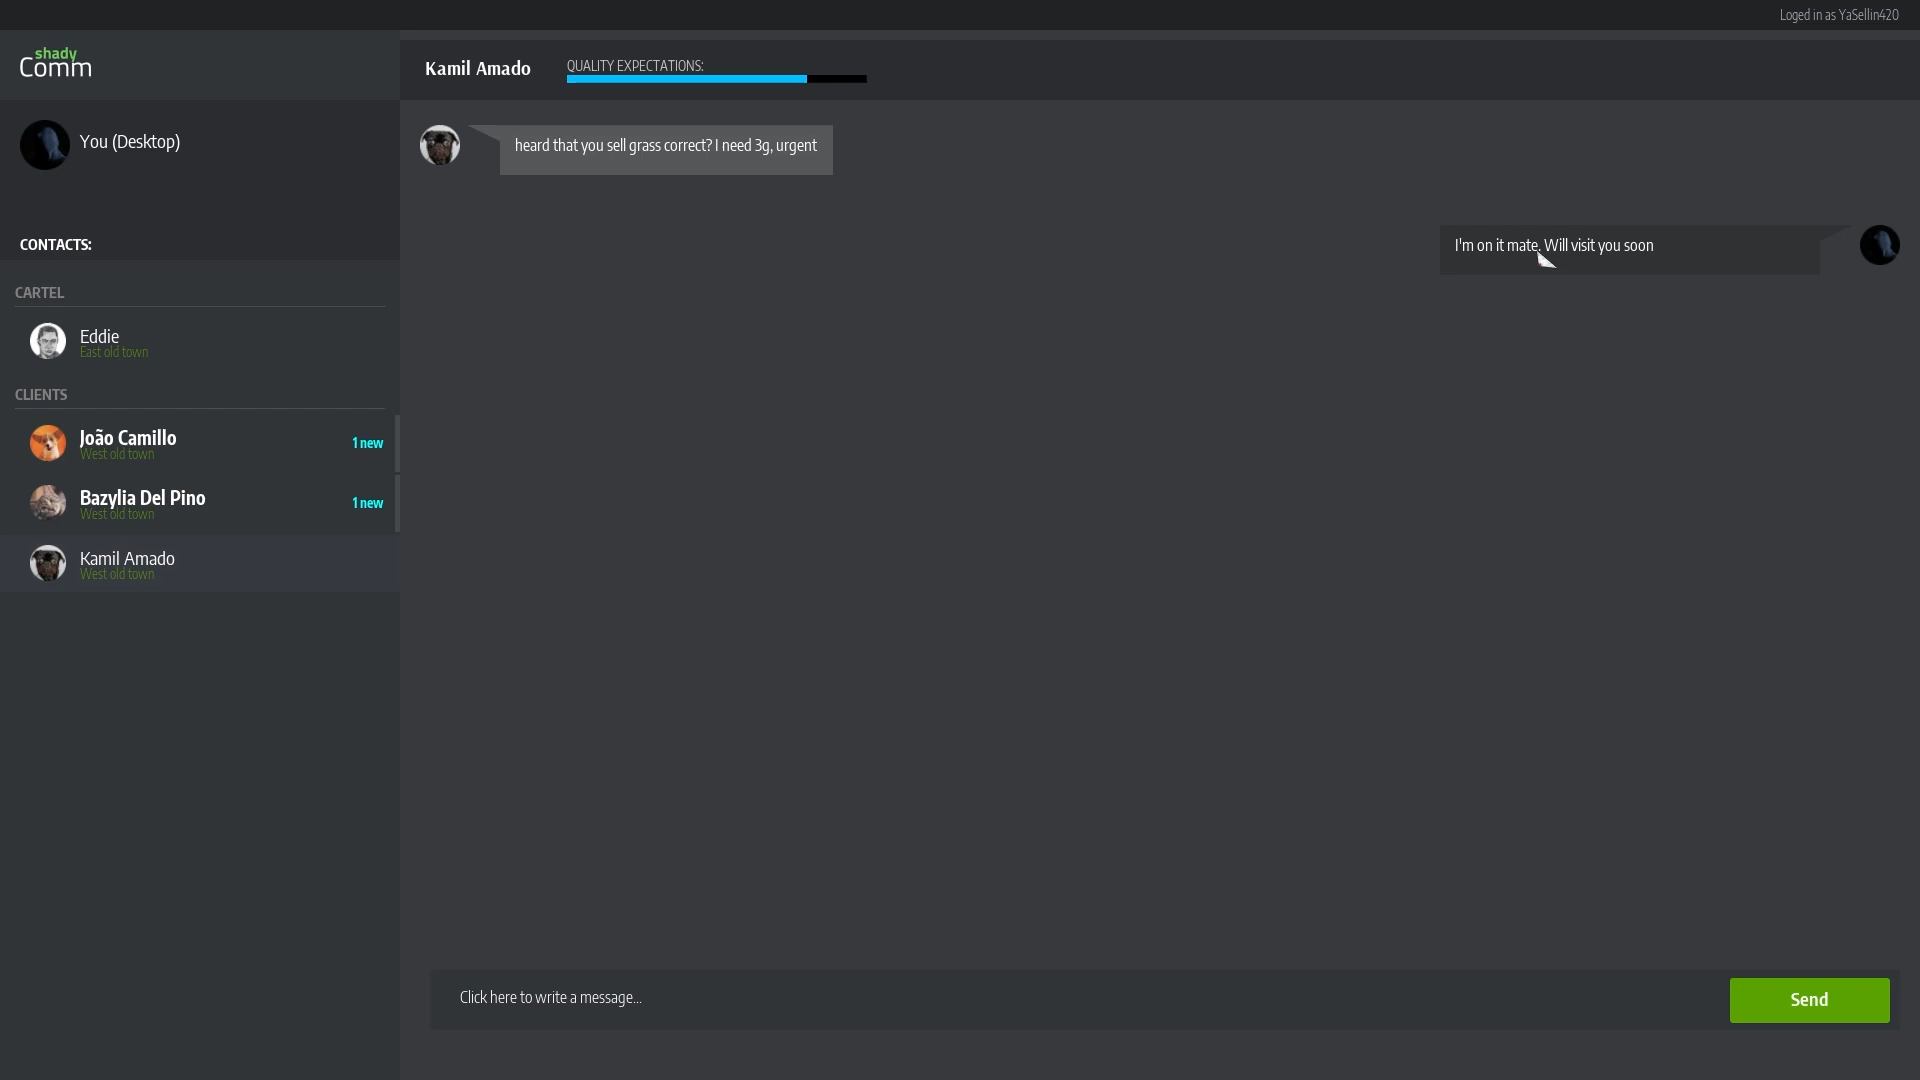 Loged in as YaSellin420
shady
Comm
Kamil Amado
QUALITY EXPECTATIONS:
You (Desktop)
heard that you sell grass correct? I need 3g, urgent
I'm on it mate. Will visit you soon
CONTACTS:
CARTEL
Eddie
East old town
CLIENTS
João Camillo
1 new
West old town
Bazylia Del Pino
1 new
West old town
Kamil Amado
West old town
Click here to write a message...
Send